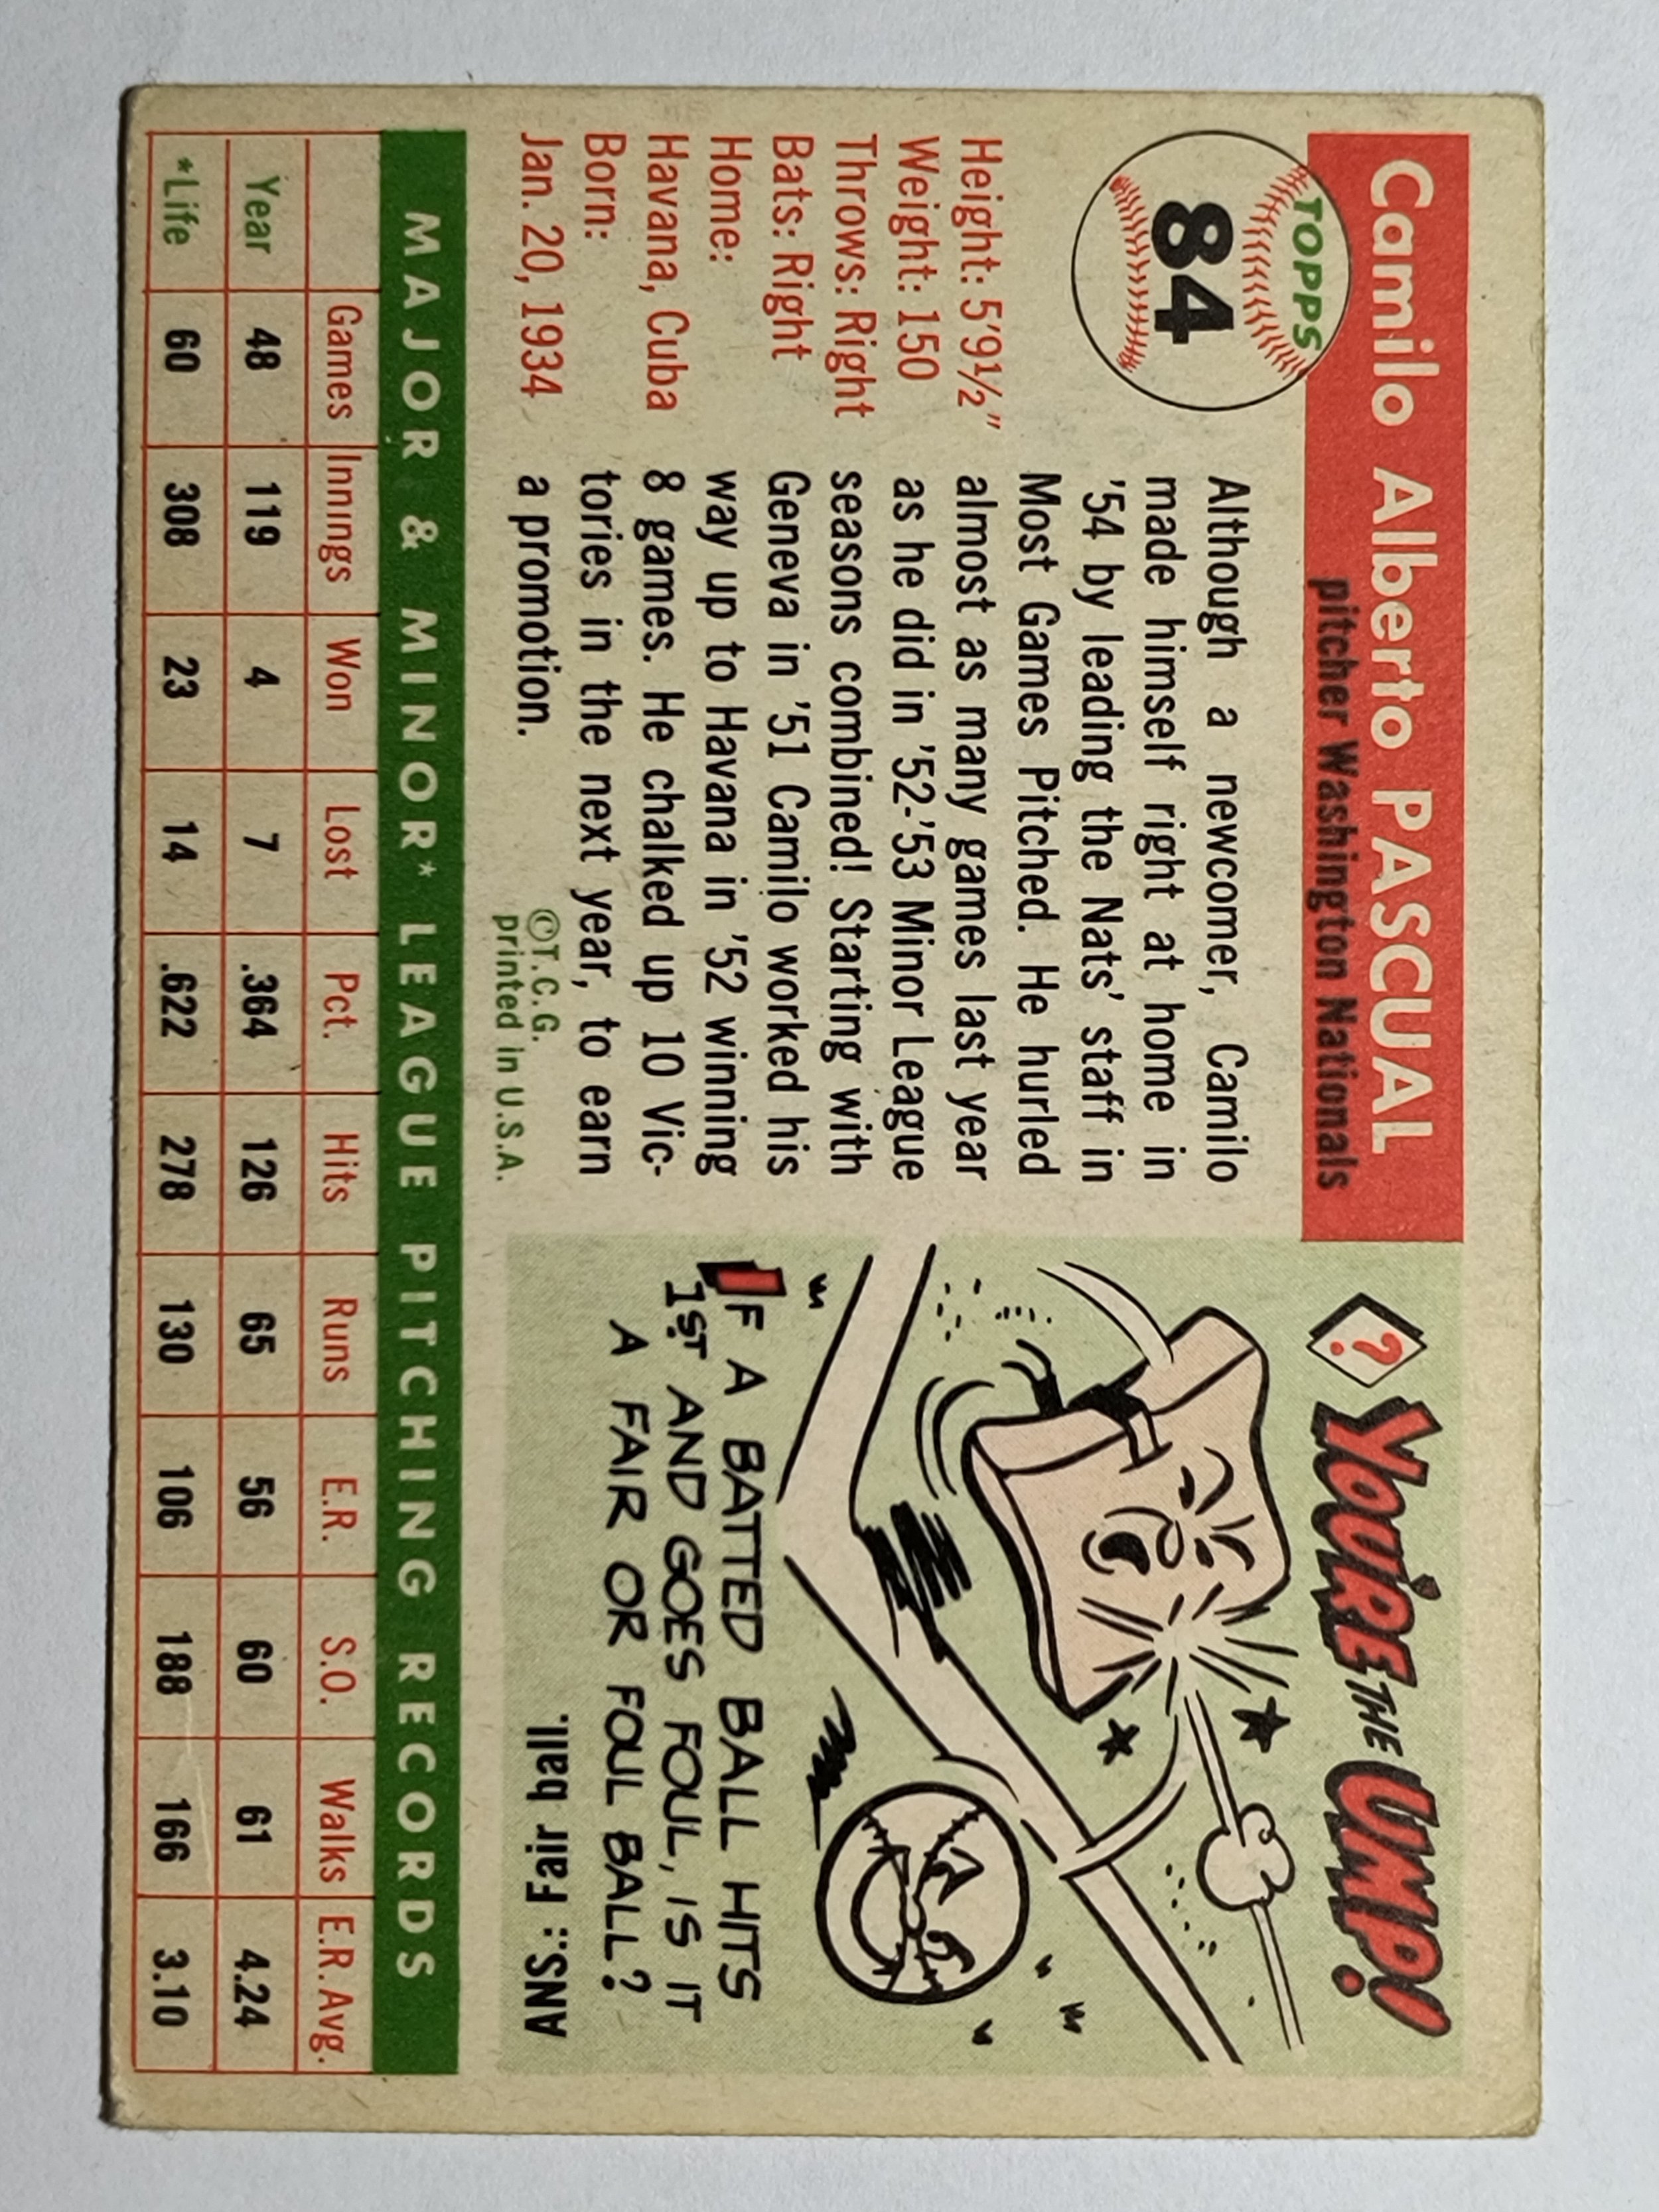 Camilo Alberto PASCUAL
pitcher Washington Nationals
TOPPS
84
Height: 5'9½"
Weight: 150
Throws: Right
Bats: Right
Home:
Havana, Cuba
Born:
Jan. 20, 1934
Although a newcomer, Camilo
made himself right at home in
'54 by leading the Nats' staff in
Most Games Pitched. He hurled
almost as many games last year
as he did in '52-'53 Minor League
seasons combined! Starting with
Geneva in '51 Camilo worked his
way up to Havana in '52 winning
8 games. He chalked up 10 Vic-
tories in the next year, to earn
a promotion.
©T.C.G.
printed in U.S.A.
? YOU'RE THE UMP!
IF A BATTED BALL HITS
1ST AND GOES FOUL, IS IT
A FAIR OR FOUL BALL?
ANS.: Fair ball.
MAJOR & MINOR* LEAGUE PITCHING RECORDS
Games Innings Won Lost Pct. Hits Runs E.R. S.O. Walks E.R. Avg.
Year 48 119 4 7 .364 126 65 56 60 61 4.24
*Life 60 308 23 14 .622 278 130 106 188 166 3.10